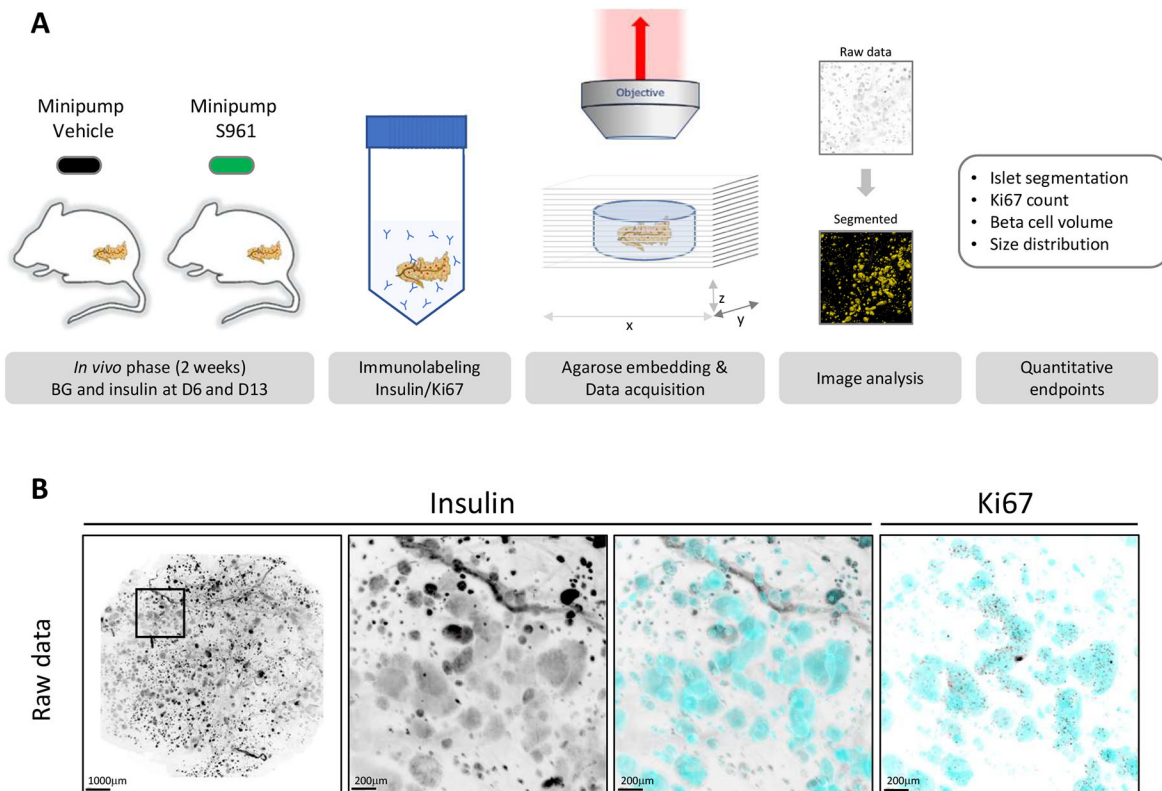 A
Minipump
Vehicle
Minipump
S961
Objective
x
z
y
Raw data
Segmented
• Islet segmentation
• Ki67 count
• Beta cell volume
• Size distribution
In vivo phase (2 weeks)
BG and insulin at D6 and D13
Immunolabeling
Insulin/Ki67
Agarose embedding &
Data acquisition
Image analysis
Quantitative
endpoints
B
Insulin
Ki67
Raw data
1000μm
200μm
200μm
200μm